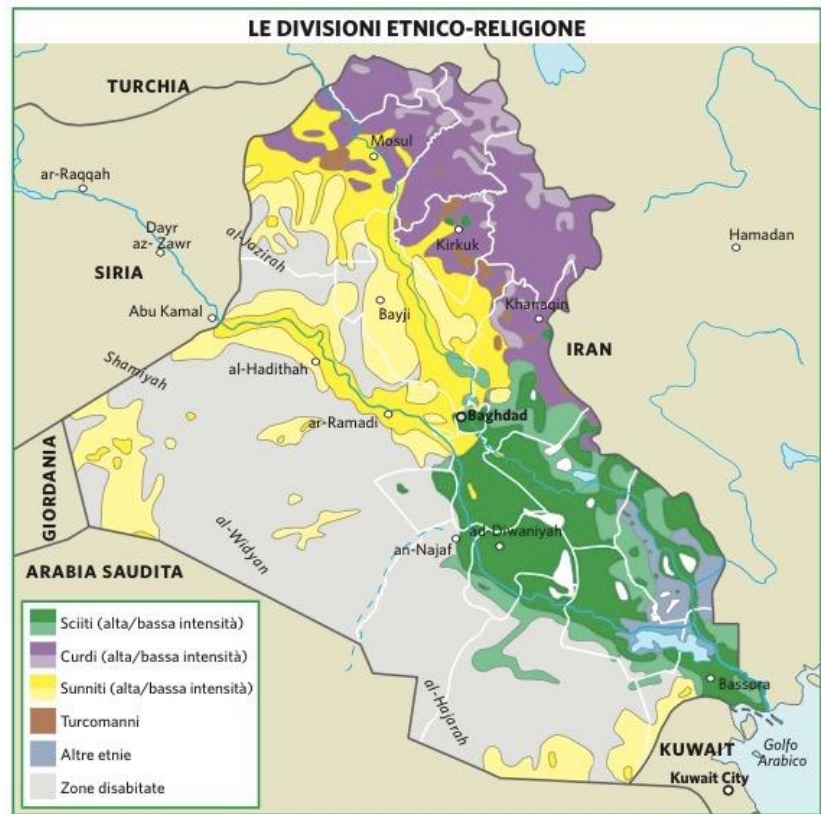 LE DIVISIONI ETNICO-RELIGIONE
TURCHIA
Mosul
ar-Raqqah
Dayr
az- Zawr
al-Jazirah
Kirkuk
Hamadan
SIRIA
Abu Kamal
Bayji
Khanaqin
IRAN
Shamiyah
al-Hadithah
ar-Ramadi
Baghdad
GIORDANIA
al-Widyan
an-Najaf
ad-Diwaniyah
ARABIA SAUDITA
Sciiti (alta/bassa intensità)
Curdi (alta/bassa intensità)
Sunniti (alta/bassa intensità)
Turcomanni
Altre etnie
Zone disabitate
al-Hajarah
Bassora
KUWAIT
Kuwait City
Golfo
Arabico